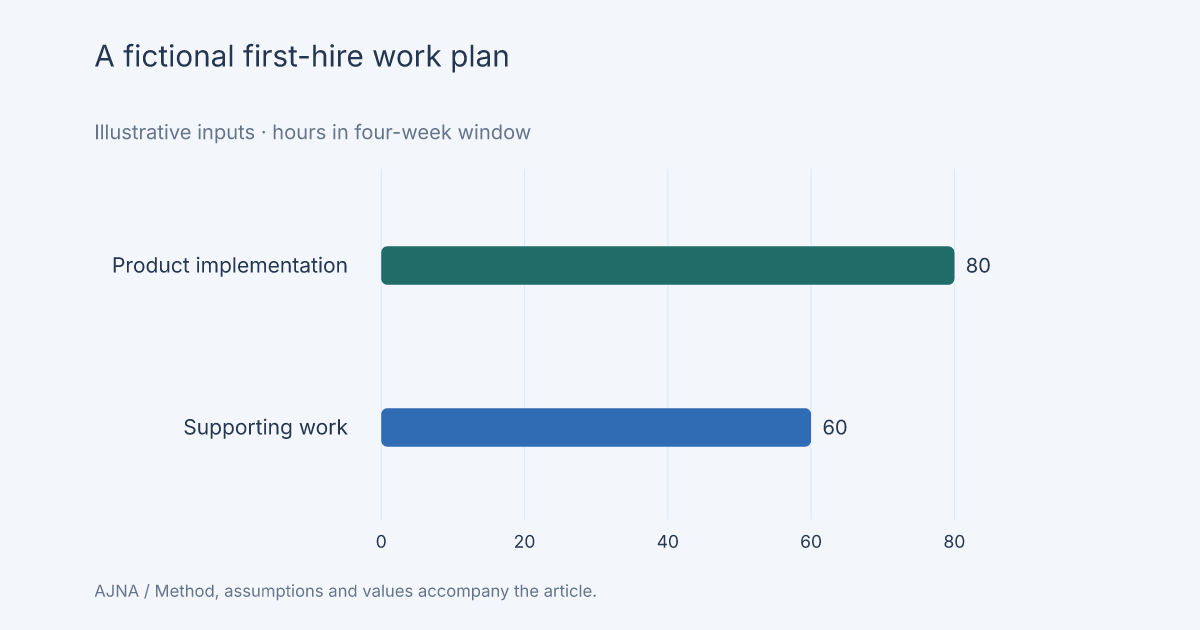 A fictional first-hire work plan
Illustrative inputs · hours in four-week window
Product implementation 80
Supporting work 60
0 20 40 60 80
AJNA / Method, assumptions and values accompany the article.